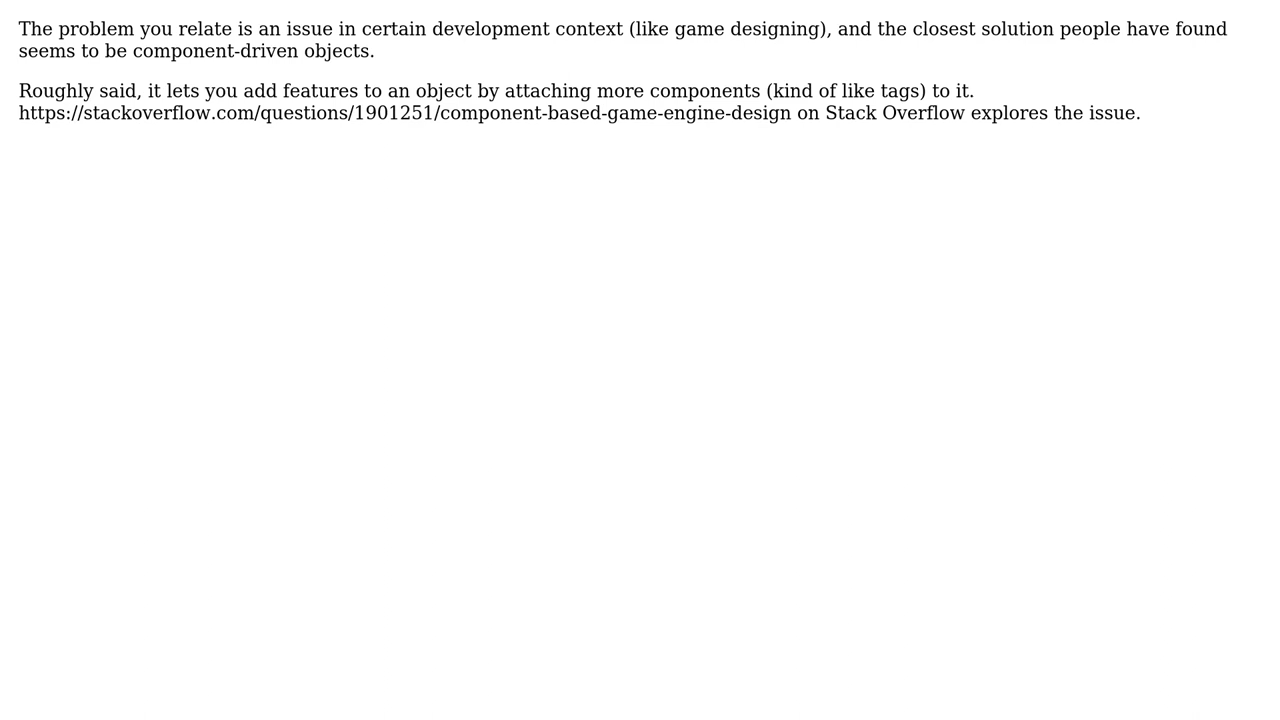 The problem you relate is an issue in certain development context (like game designing), and the closest solution people have found
seems to be component-driven objects.
Roughly said, it lets you add features to an object by attaching more components (kind of like tags) to it.
https://stackoverflow.com/questions/1901251/component-based-game-engine-design on Stack Overflow explores the issue.